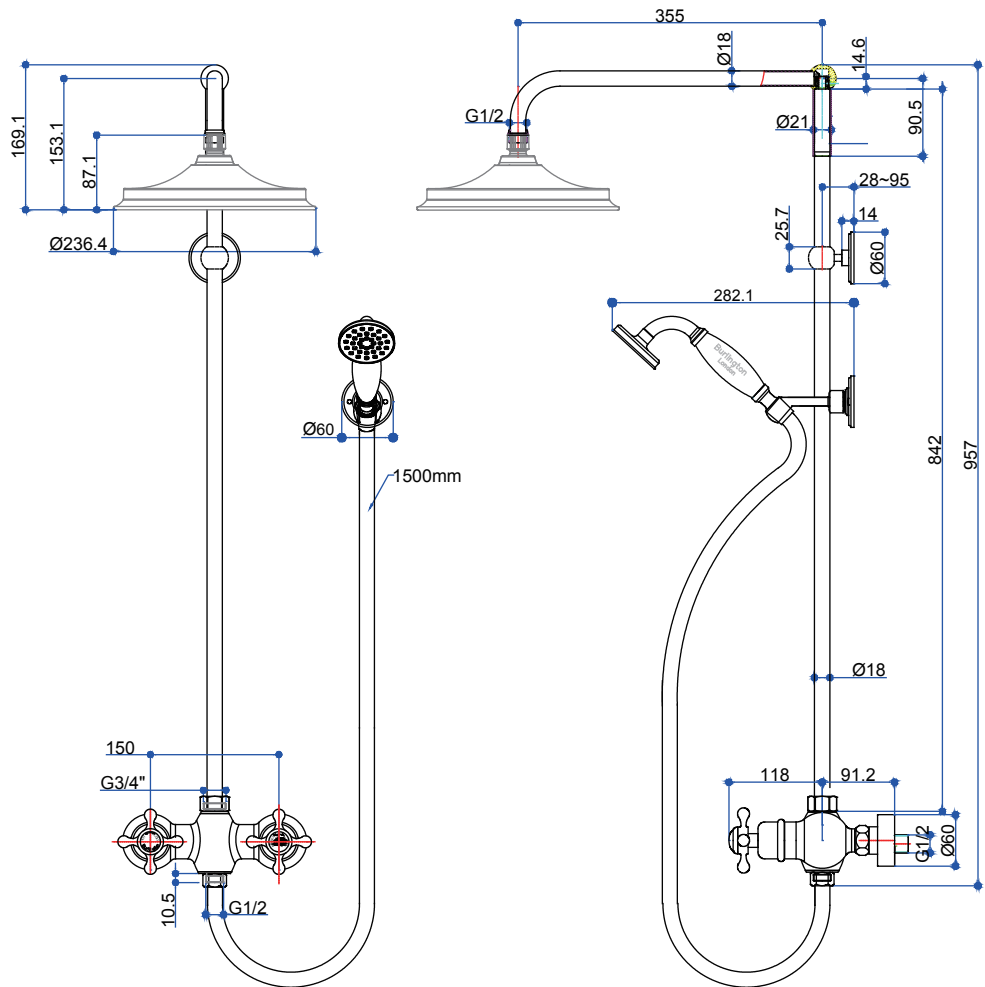 355
Ø18
14.6
169.1
153.1
87.1
G1/2
Ø21
90.5
28~95
14
25.7
Ø60
Ø236.4
282.1
Burlington
London
Ø60
1500mm
842
957
Ø18
150
G3/4"
118
91.2
G1/2
Ø60
10.5
G1/2